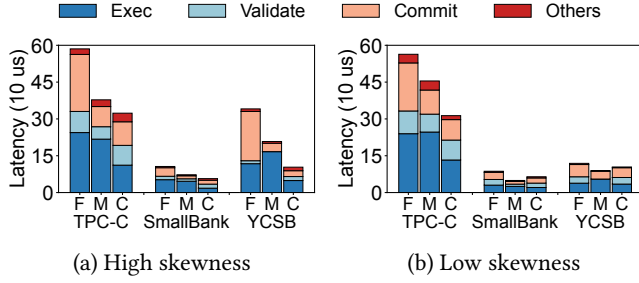 Exec Validate Commit Others
Latency (10 us)
60
45
30
15
0
F M C F M C F M C
TPC-C SmallBank YCSB
(a) High skewness
Latency (10 us)
60
45
30
15
0
F M C F M C F M C
TPC-C SmallBank YCSB
(b) Low skewness